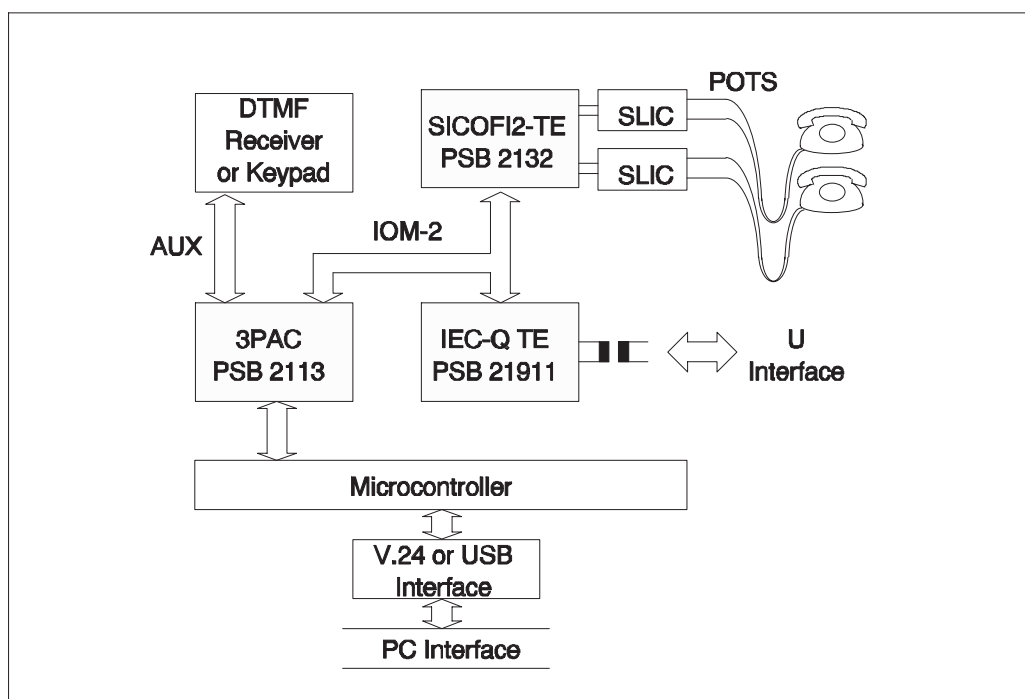 DTMF
Receiver
or Keypad
SICOFI2-TE
PSB 2132
SLIC
SLIC
POTS
AUX
IOM-2
3PAC
PSB 2113
IEC-Q TE
PSB 21911
U
Interface
Microcontroller
V.24 or USB
Interface
PC Interface